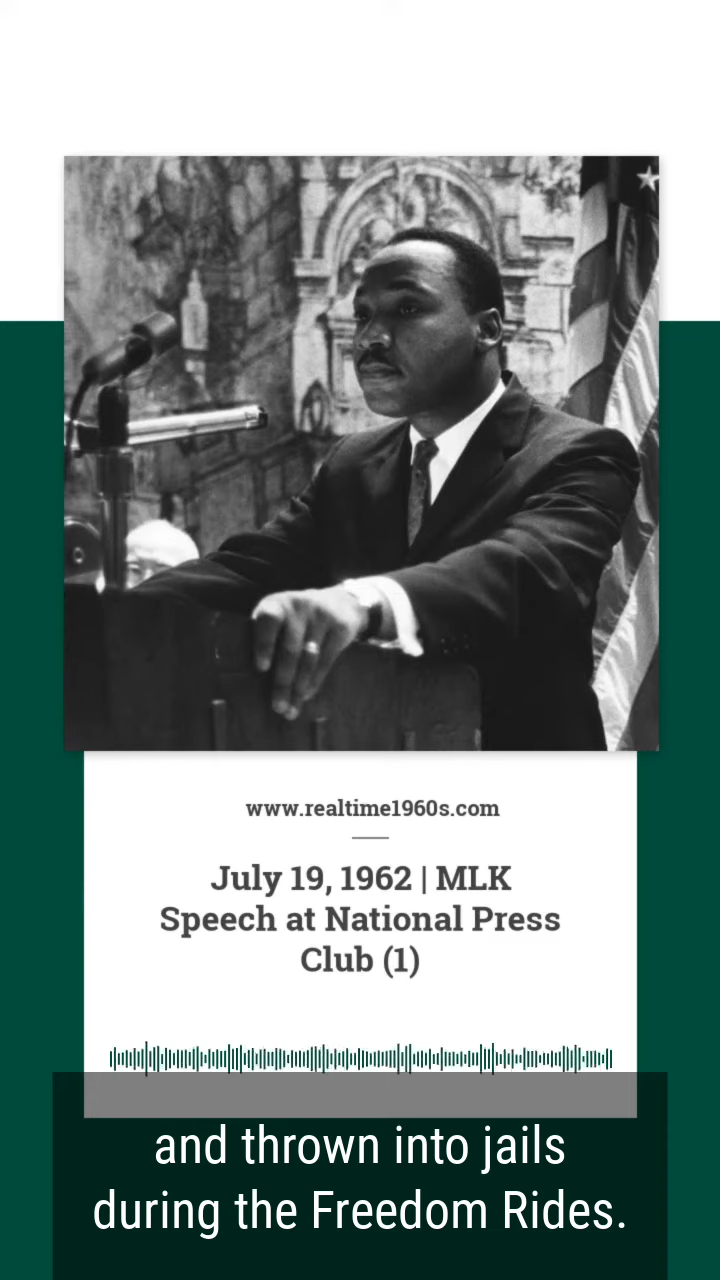 www.realtime1960s.com
July 19, 1962 | MLK
Speech at National Press
Club (1)
and thrown into jails
during the Freedom Rides.